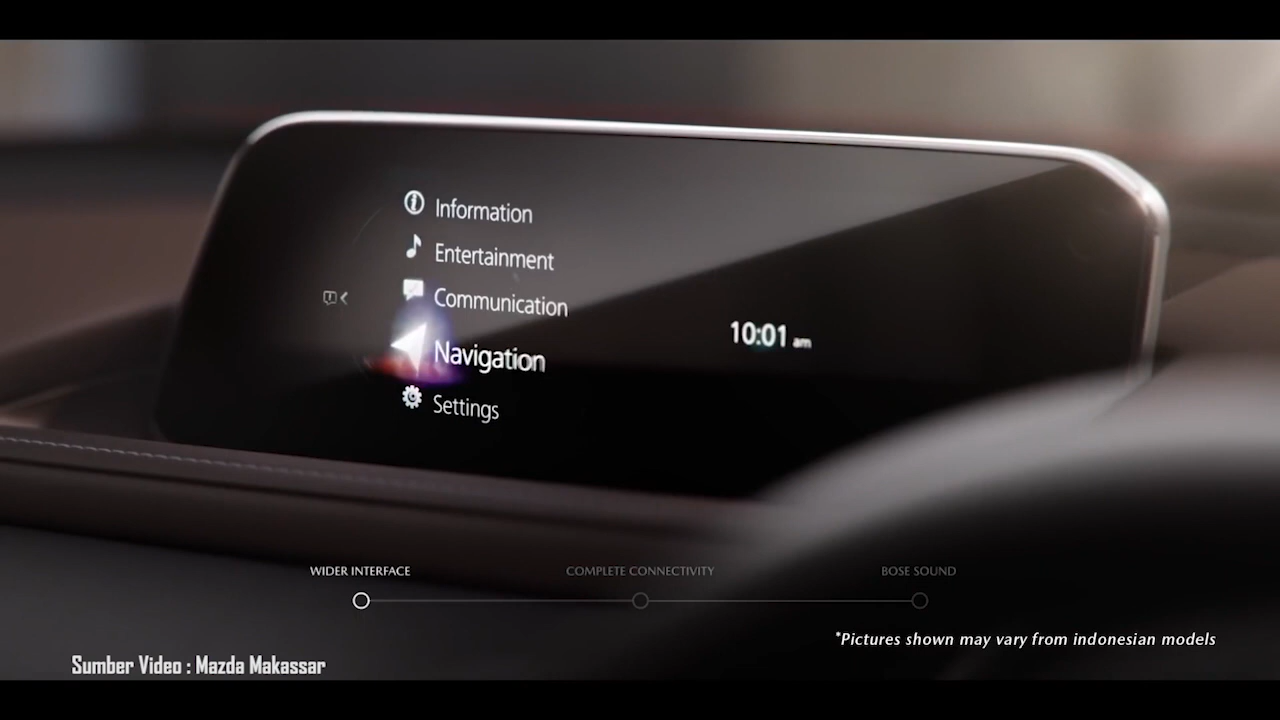 Information
Entertainment
Communication
Navigation
Settings
10:01 am
WIDER INTERFACE
COMPLETE CONNECTIVITY
BOSE SOUND
*Pictures shown may vary from indonesian models
Sumber Video : Mazda Makassar